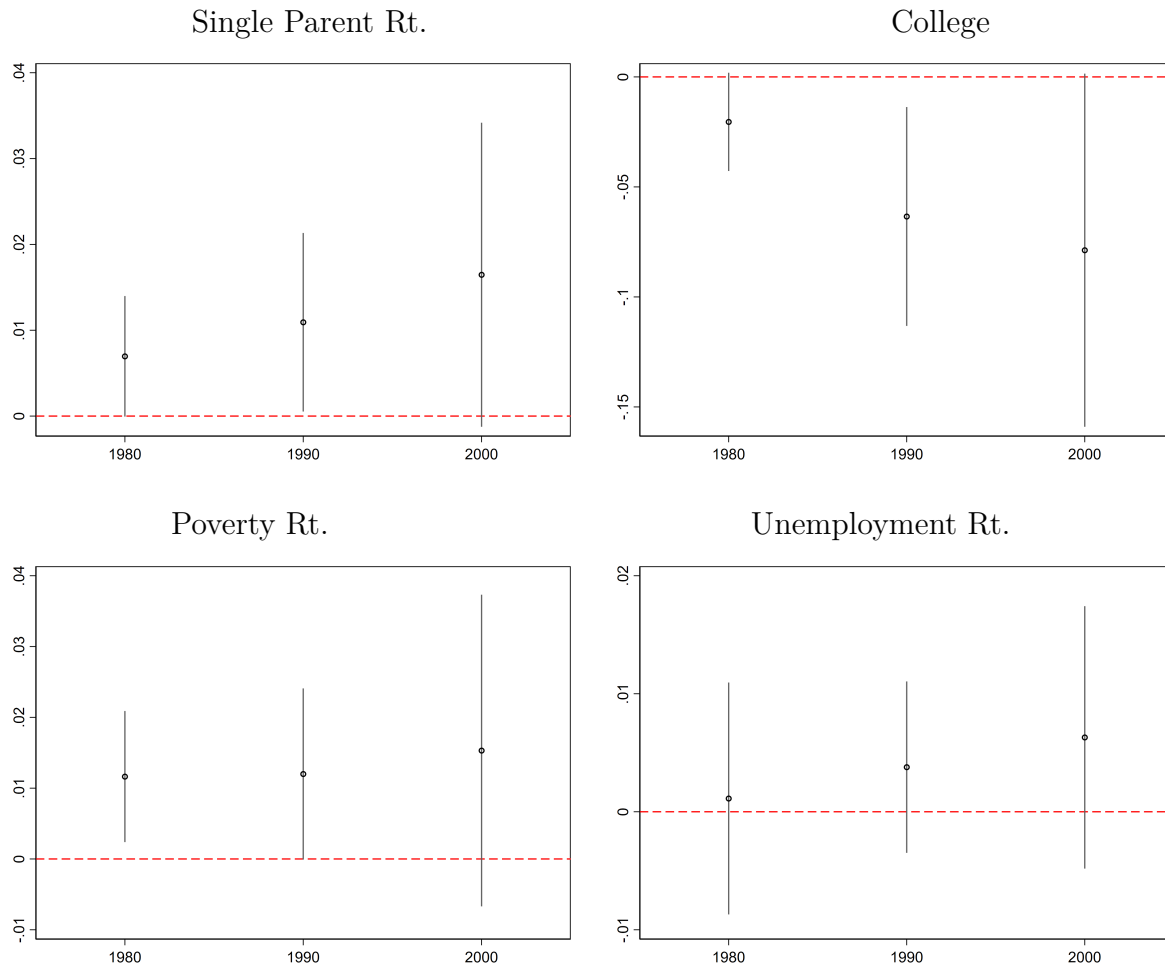 Single Parent Rt.
.04
.03
.02
.01
0
1980 1990 2000
College
0
-.05
-.1
-.15
1980 1990 2000
Poverty Rt.
.04
.03
.02
.01
0
-.01
1980 1990 2000
Unemployment Rt.
.02
.01
0
-.01
1980 1990 2000